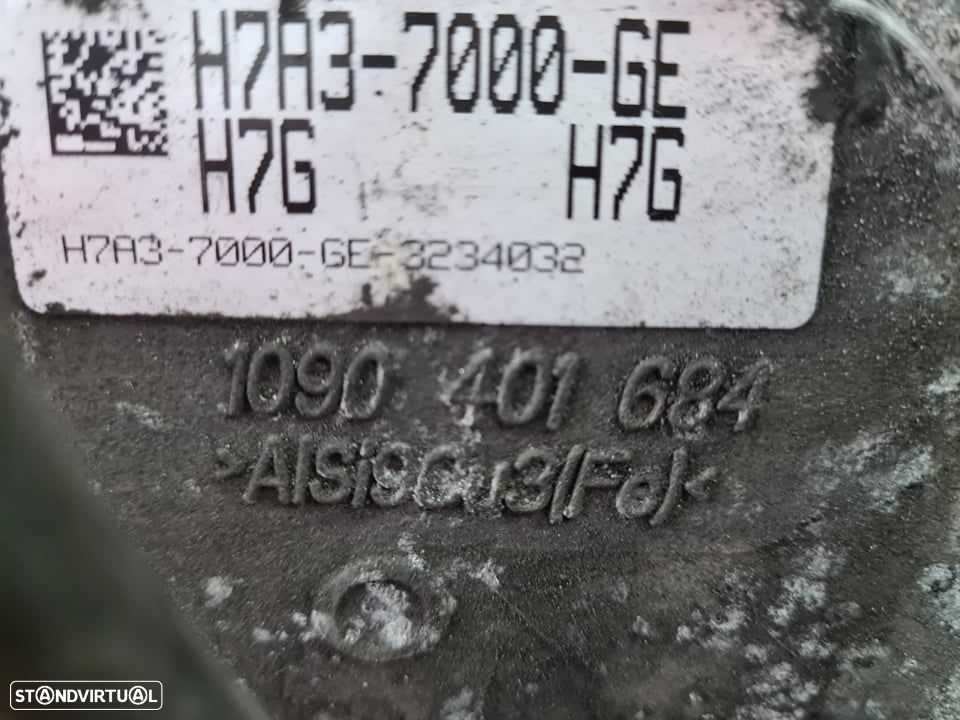 H7A3-7000-GE
H7G H7G
H7A3-7000-GE-3234032
1090 401 684
>AlSi9Cu3(Fe)<
STANDVIRTUAL